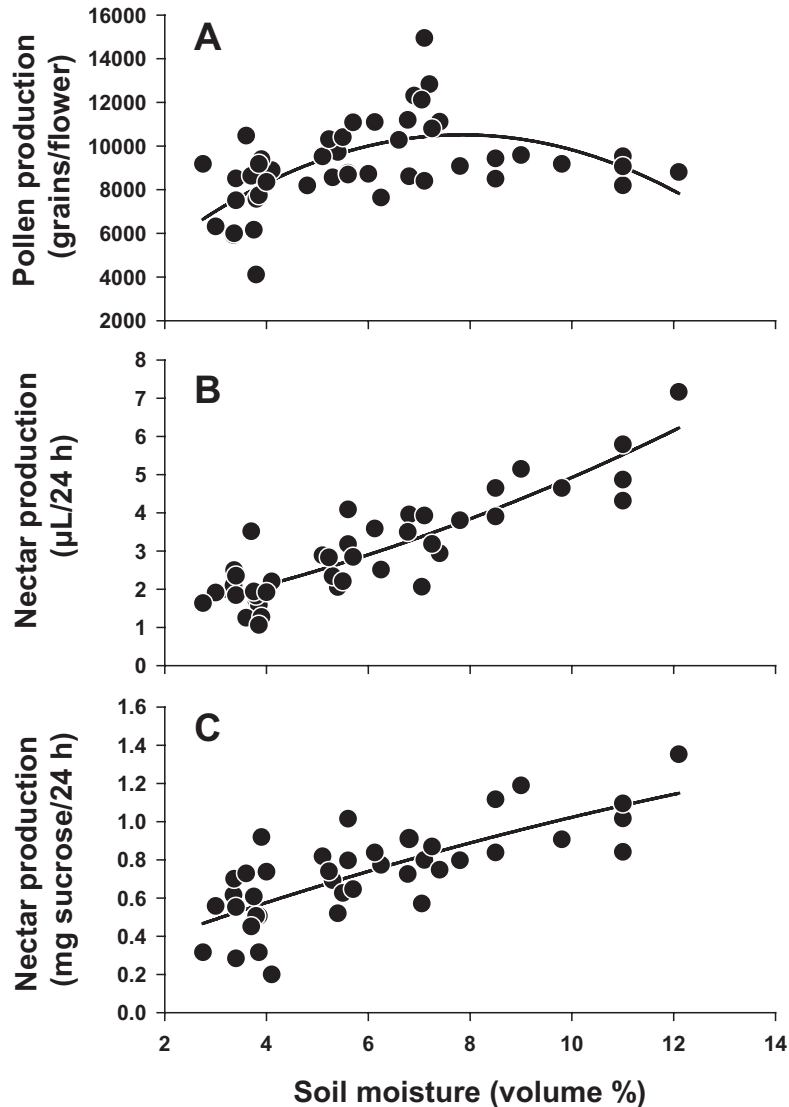 A
Pollen production
(grains/flower)
16000
14000
12000
10000
8000
6000
4000
2000
B
Nectar production
(µL/24 h)
8
7
6
5
4
3
2
1
0
C
Nectar production
(mg sucrose/24 h)
1.6
1.4
1.2
1.0
0.8
0.6
0.4
0.2
0.0
2 4 6 8 10 12 14
Soil moisture (volume %)